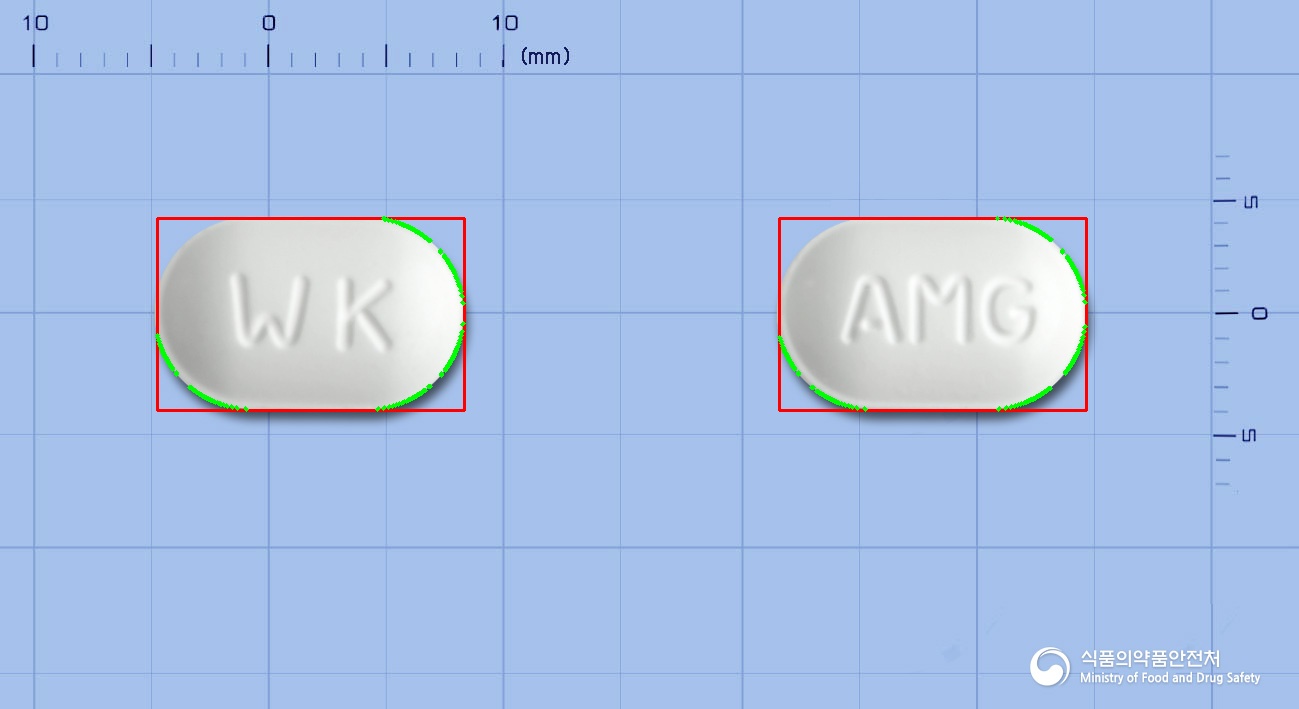 10 0 10
(mm)
5
0
5
WK
AMG
식품의약품안전처
Ministry of Food and Drug Safety